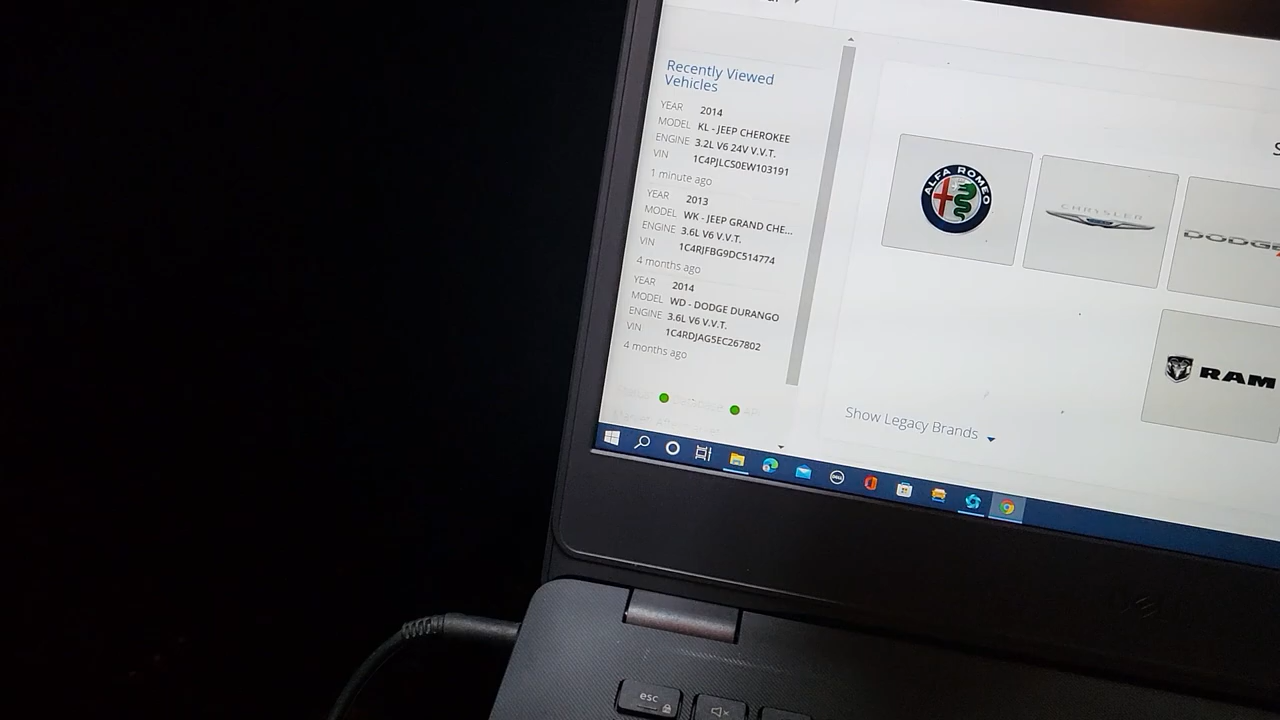 Recently Viewed
Vehicles
YEAR 2014
MODEL KL - JEEP CHEROKEE
ENGINE 3.2L V6 24V V.V.T.
VIN 1C4PJLCS0EW103191
1 minute ago
YEAR 2013
MODEL WK - JEEP GRAND CHE...
ENGINE 3.6L V6 V.V.T.
VIN 1C4RJFBG9DC514774
4 months ago
YEAR 2014
MODEL WD - DODGE DURANGO
ENGINE 3.6L V6 V.V.T.
VIN 1C4RDJAG5EC267802
4 months ago
ALFA ROMEO
CHRYSLER
DODGE
RAM
Show Legacy Brands
DELL
esc